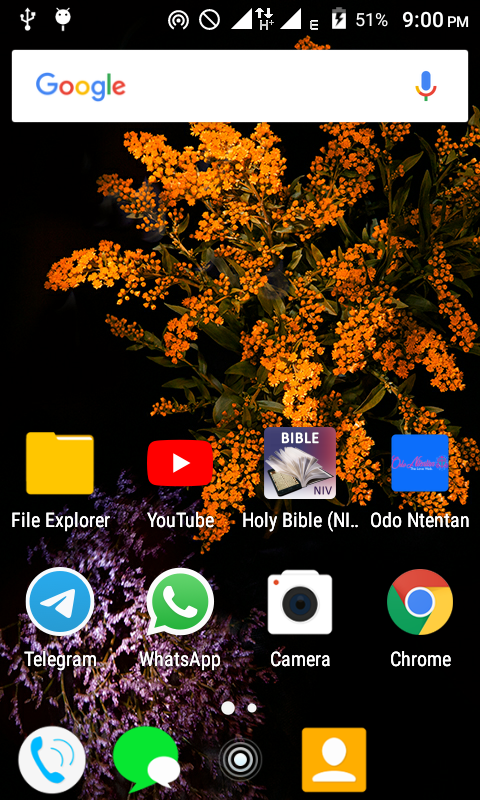 H+
E
51%
9:00 PM
Google
BIBLE
NIV
File Explorer
YouTube
Holy Bible (NI..
Odo Ntentan
Telegram
WhatsApp
Camera
Chrome